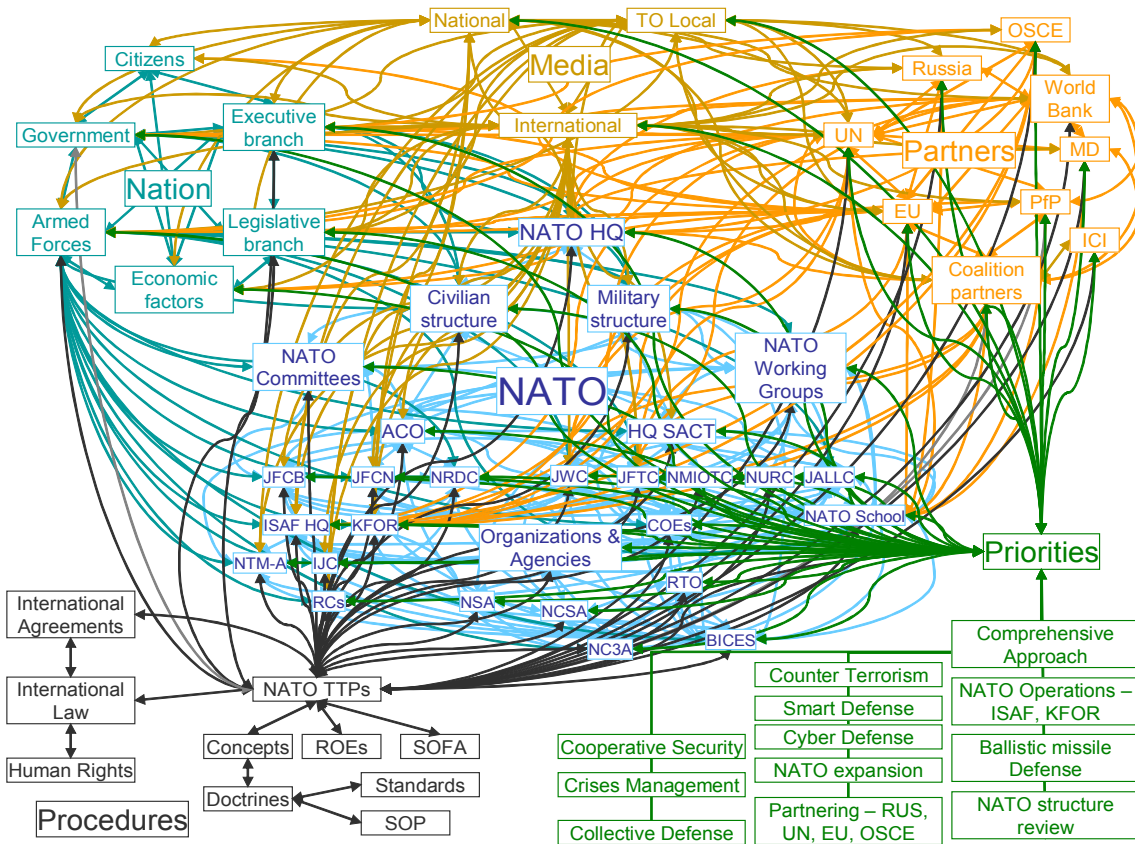 National
TO Local
OSCE
Citizens
Media
Russia
World
Bank
Government
Executive
branch
International
UN
Partners
MD
Nation
Armed
Forces
Legislative
branch
NATO HQ
EU
PfP
ICI
Economic
factors
Civilian
structure
Military
structure
Coalition
partners
NATO
Committees
NATO
NATO
Working
Groups
ACO
HQ SACT
JFCB
JFCN
NRDC
JWC
JFTC
NMIOTC
NURC
JALLC
ISAF HQ
KFOR
COEs
NATO School
Organizations &
Agencies
Priorities
NTM-A
IJC
RTO
RCs
NSA
NCSA
BICES
NC3A
International
Agreements
International
Law
Human Rights
NATO TTPs
Concepts
ROEs
SOFA
Doctrines
Standards
SOP
Procedures
Comprehensive
Approach
Counter Terrorism
NATO Operations –
ISAF, KFOR
Smart Defense
Cooperative Security
Cyber Defense
Ballistic missile
Defense
Crises Management
NATO expansion
Collective Defense
Partnering – RUS,
UN, EU, OSCE
NATO structure
review